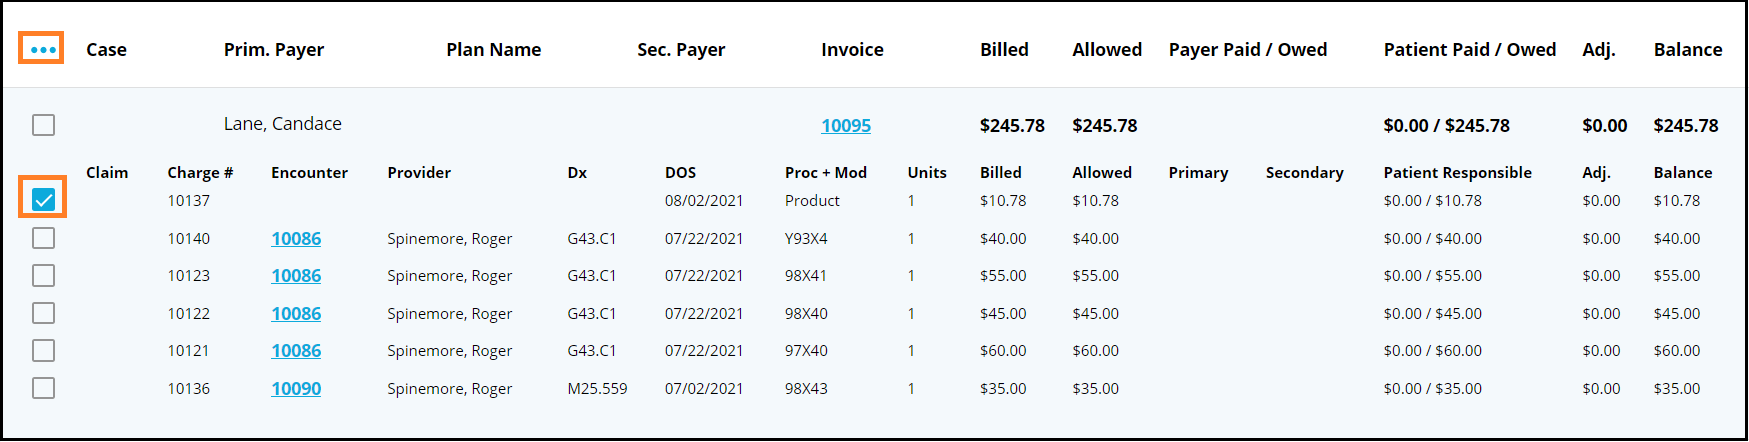 ••• Case Prim. Payer Plan Name Sec. Payer Invoice Billed Allowed Payer Paid / Owed Patient Paid / Owed Adj. Balance
Lane, Candace 10095 $245.78 $245.78 $0.00 / $245.78 $0.00 $245.78
Claim Charge # Encounter Provider Dx DOS Proc + Mod Units Billed Allowed Primary Secondary Patient Responsible Adj. Balance
10137 08/02/2021 Product 1 $10.78 $10.78 $0.00 / $10.78 $0.00 $10.78
10140 10086 Spinemore, Roger G43.C1 07/22/2021 Y93X4 1 $40.00 $40.00 $0.00 / $40.00 $0.00 $40.00
10123 10086 Spinemore, Roger G43.C1 07/22/2021 98X41 1 $55.00 $55.00 $0.00 / $55.00 $0.00 $55.00
10122 10086 Spinemore, Roger G43.C1 07/22/2021 98X40 1 $45.00 $45.00 $0.00 / $45.00 $0.00 $45.00
10121 10086 Spinemore, Roger G43.C1 07/22/2021 97X40 1 $60.00 $60.00 $0.00 / $60.00 $0.00 $60.00
10136 10090 Spinemore, Roger M25.559 07/02/2021 98X43 1 $35.00 $35.00 $0.00 / $35.00 $0.00 $35.00